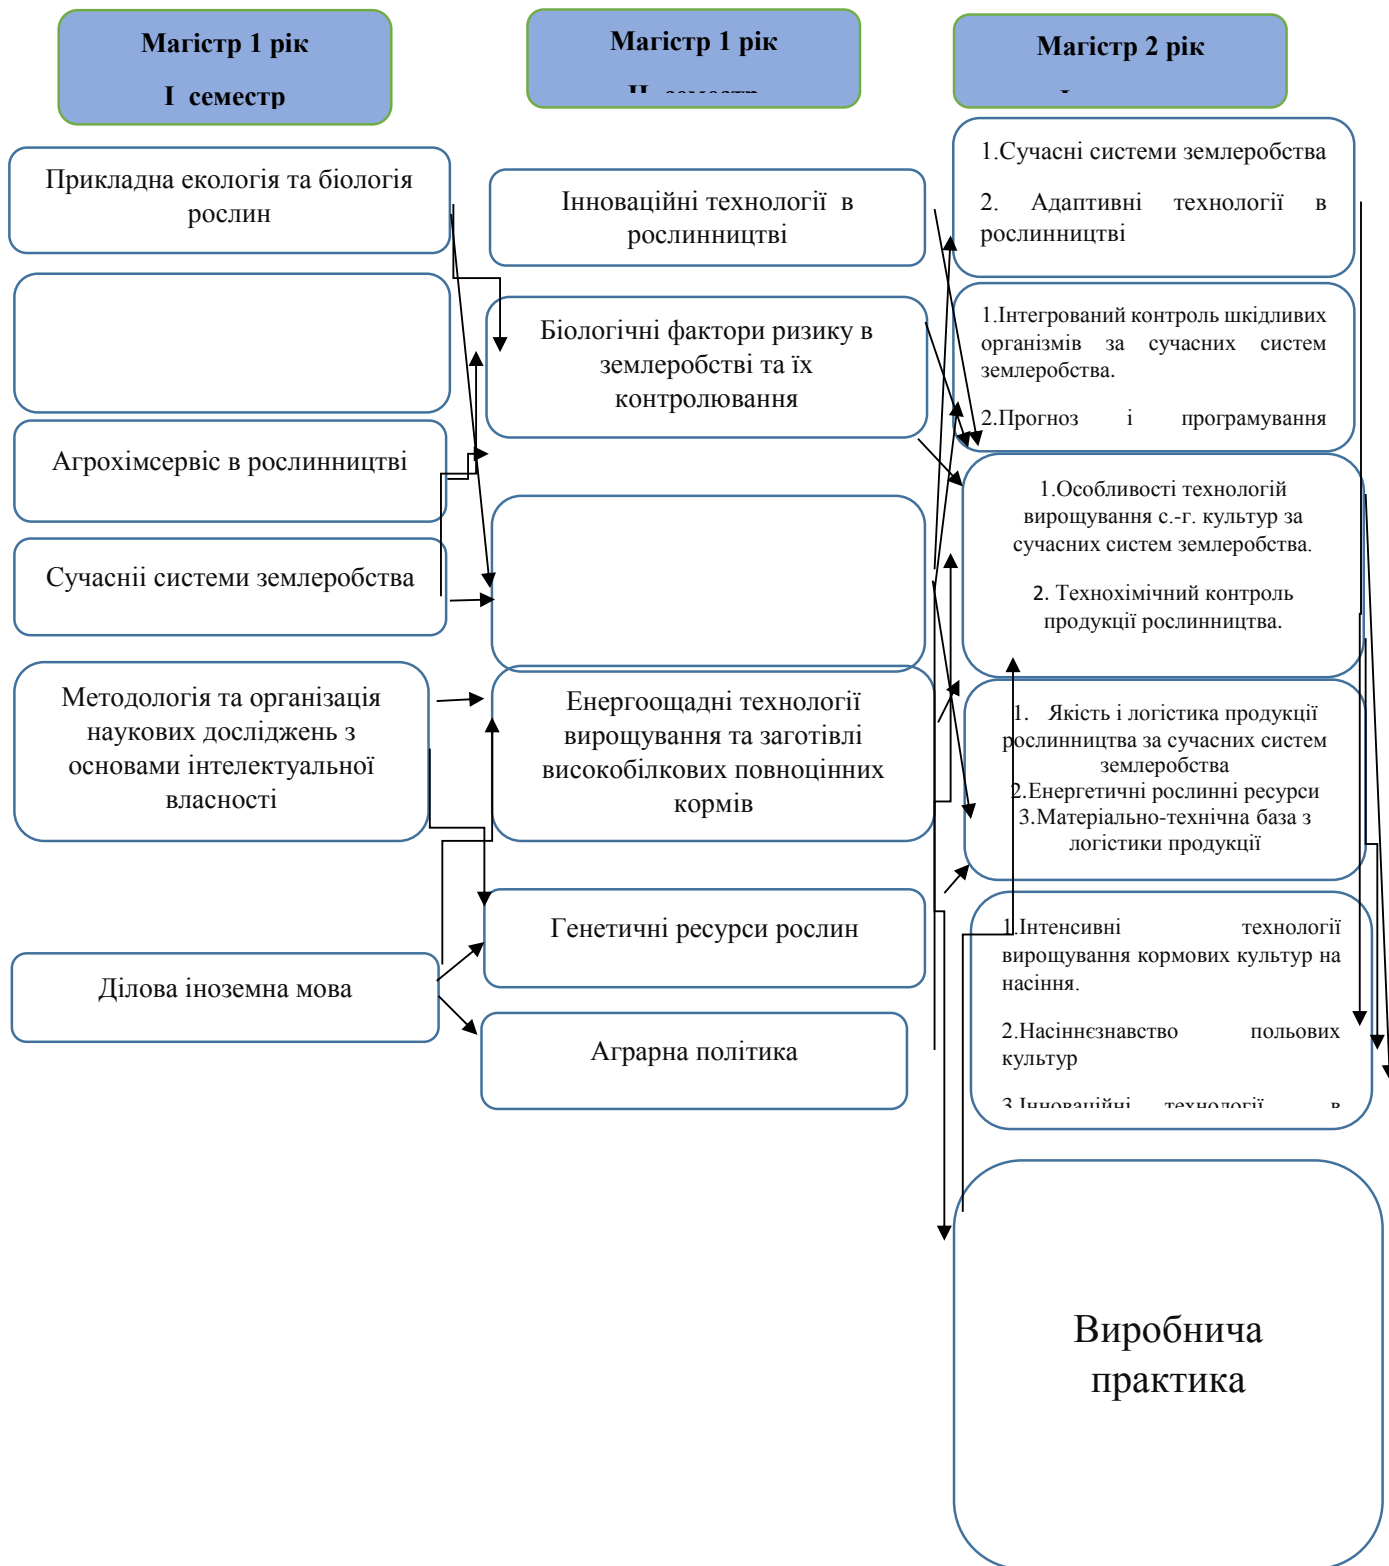 Магістр 1 рік
І семестр
Прикладна екологія та біологія
рослин
Агрохімсервіс в рослинництві
Сучасніі системи землеробства
Методологія та організація
наукових досліджень з
основами інтелектуальної
власності
Ділова іноземна мова
Магістр 1 рік
ІІ семестр
Інноваційні технології в
рослинництві
Біологічні фактори ризику в
землеробстві та їх
контролювання
Енергоощадні технології
вирощування та заготівлі
високобілкових повноцінних
кормів
Генетичні ресурси рослин
Аграрна політика
Магістр 2 рік
1.Сучасні системи землеробства
2. Адаптивні технології в
рослинництві
1.Інтегрований контроль шкідливих
організмів за сучасних систем
землеробства.
2.Прогноз і програмування
1.Особливості технологій
вирощування с.-г. культур за
сучасних систем землеробства.
2. Технохімічний контроль
продукції рослинництва.
1. Якість і логістика продукції
рослинництва за сучасних систем
землеробства
2.Енергетичні рослинні ресурси
3.Матеріально-технічна база з
логістики продукції
1.Інтенсивні технології
вирощування кормових культур на
насіння.
2.Насіннєзнавство польових
культур
3.Інноваційні технології в
Виробнича
практика